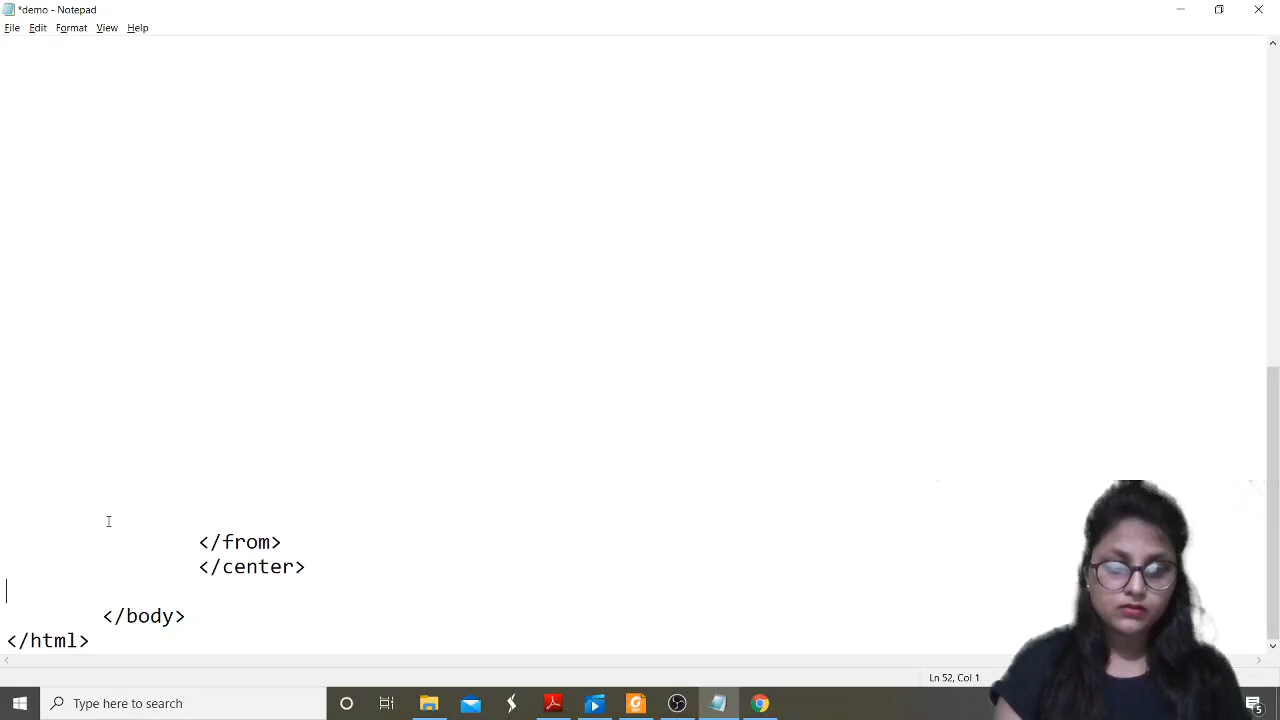 *demo - Notepad
File Edit Format View Help
</from>
</center>
</body>
</html>
Ln 52, Col 1
Type here to search
5